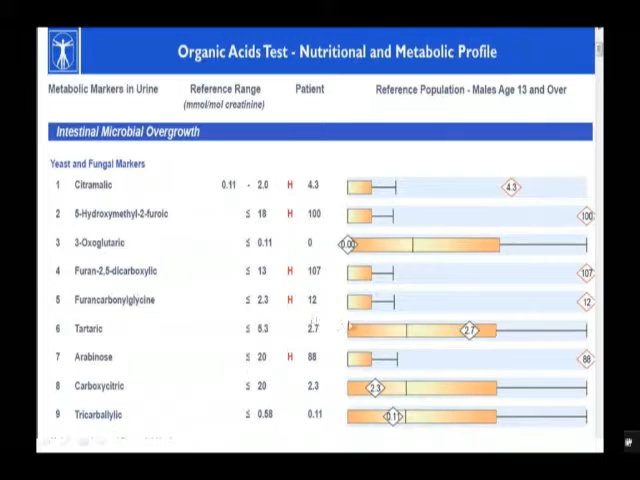 Organic Acids Test - Nutritional and Metabolic Profile
Metabolic Markers in Urine Reference Range Patient Reference Population - Males Age 13 and Over
(mmol/mol creatinine)
Intestinal Microbial Overgrowth
Yeast and Fungal Markers
1 Citramalic 0.11 - 2.0 H 4.3 4.3
2 5-Hydroxymethyl-2-furoic ≤ 18 H 100 100
3 3-Oxoglutaric ≤ 0.11 0 0.00
4 Furan-2,5-dicarboxylic ≤ 13 H 107 107
5 Furancarbonylglycine ≤ 2.3 H 12 12
6 Tartaric ≤ 5.3 2.7 2.7
7 Arabinose ≤ 20 H 88 88
8 Carboxycitric ≤ 20 2.3 2.3
9 Tricarballylic ≤ 0.58 0.11 0.11